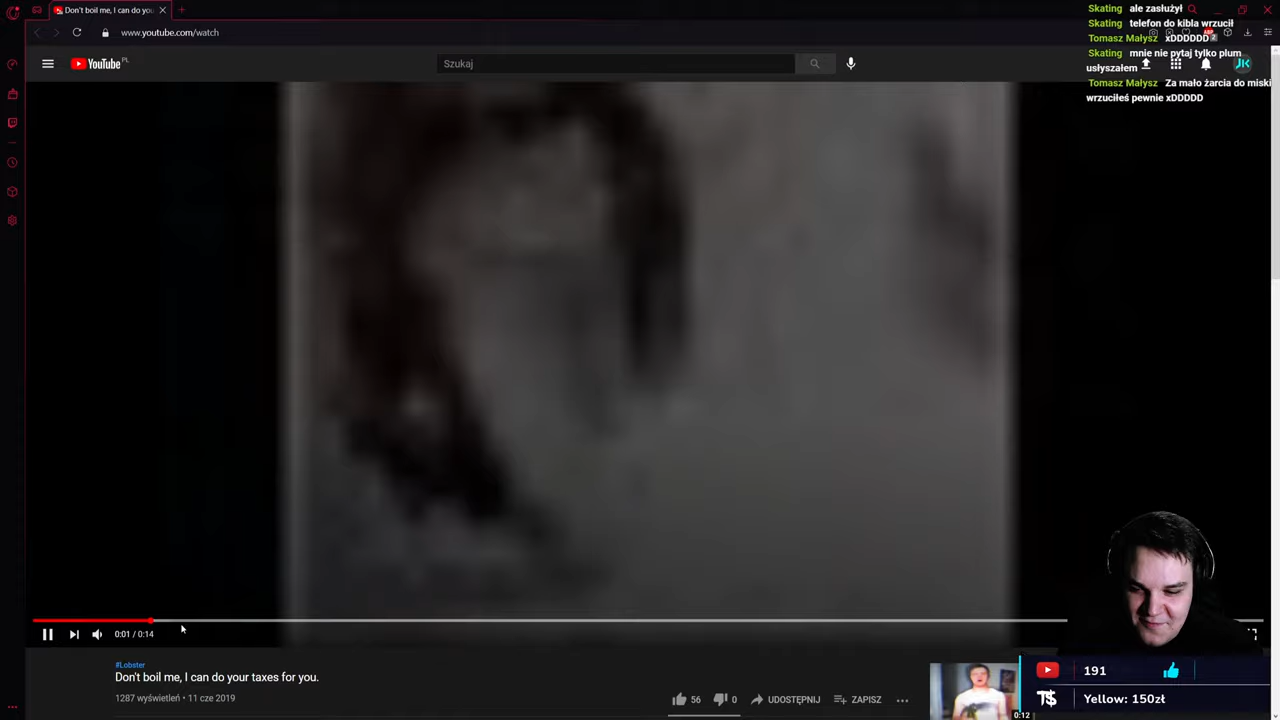 Don't boil me, I can do you
www.youtube.com/watch
YouTube PL
Szukaj
JK
Skating ale zasłużył
Skating telefon do kibla wrzucił
Tomasz Małysz xDDDDDD
Skating mnie nie pytaj tylko plum
usłyszałem
Tomasz Małysz Za mało żarcia do miski
wrzuciłeś pewnie xDDDDD
0:01 / 0:14
#Lobster
Don't boil me, I can do your taxes for you.
1287 wyświetleń • 11 cze 2019
56
0
UDOSTĘPNIJ
ZAPISZ
0:12
191
T$
Yellow: 150zł